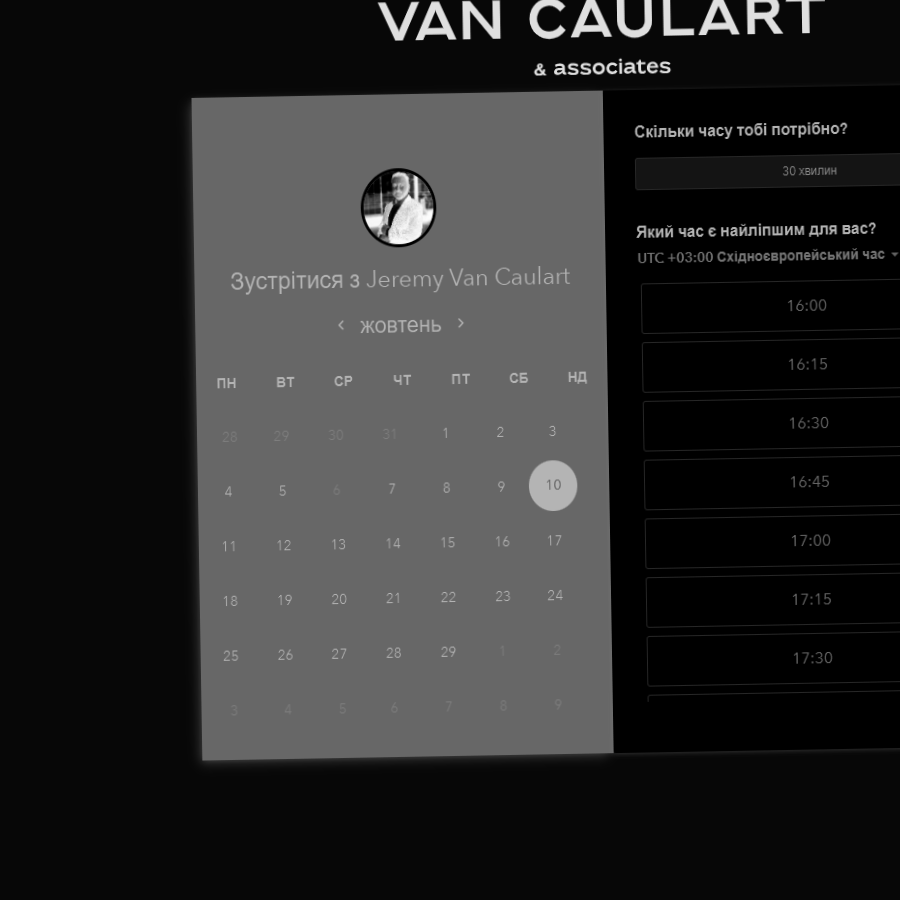 VAN CAULART
& associates
Зустрітися з Jeremy Van Caulart
‹ жовтень ›
ПН ВТ СР ЧТ ПТ СБ НД
28 29 30 31 1 2 3
4 5 6 7 8 9 10
11 12 13 14 15 16 17
18 19 20 21 22 23 24
25 26 27 28 29 1 2
3 4 5 6 7 8 9
Скільки часу тобі потрібно?
30 хвилин
Який час є найліпшим для вас?
UTC +03:00 Східноєвропейський час
16:00
16:15
16:30
16:45
17:00
17:15
17:30